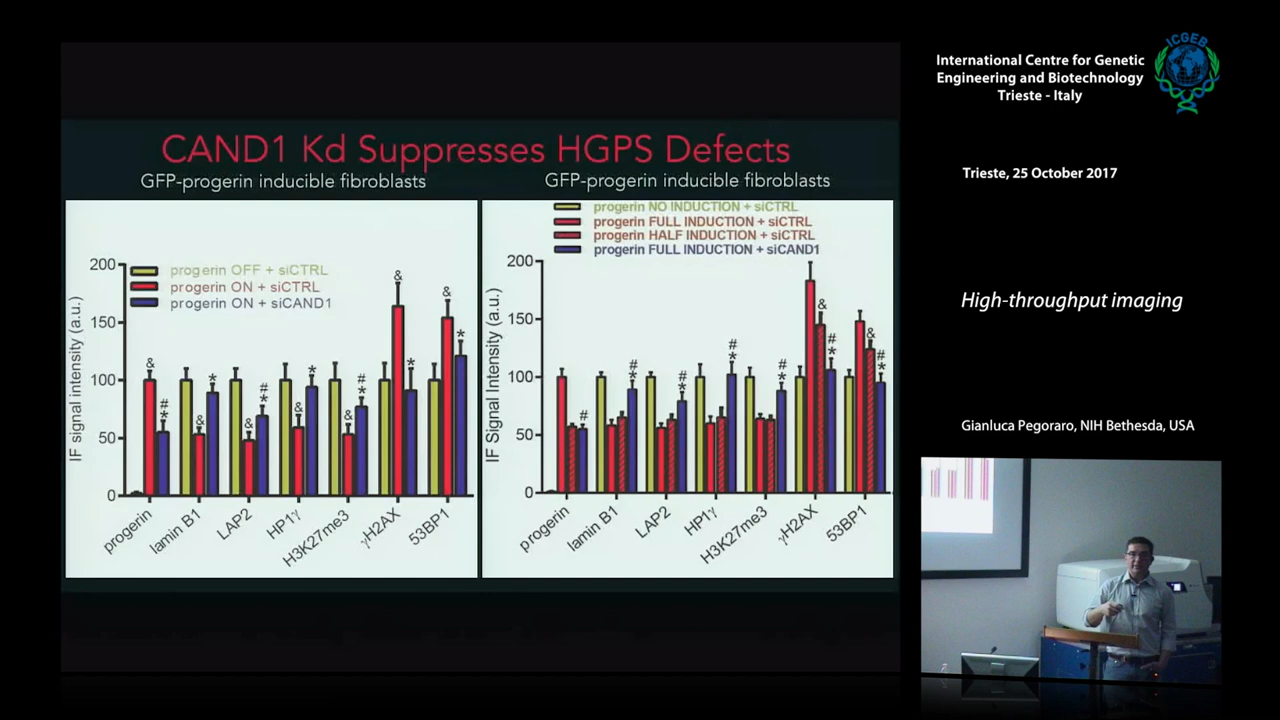 CAND1 Kd Suppresses HGPS Defects
GFP-progerin inducible fibroblasts
progerin OFF + siCTRL
progerin ON + siCTRL
progerin ON + siCAND1
IF signal intensity (a.u.)
200
150
100
50
0
&
#
*
&
*
&
#
*
&
*
&
#
*
&
*
&
*
progerin
lamin B1
LAP2
HP1γ
H3K27me3
γH2AX
53BP1
GFP-progerin inducible fibroblasts
progerin NO INDUCTION + siCTRL
progerin FULL INDUCTION + siCTRL
progerin HALF INDUCTION + siCTRL
progerin FULL INDUCTION + siCAND1
IF Signal Intensity (a.u.)
200
150
100
50
0
#
#
*
#
*
#
*
#
*
&
#
*
&
#
*
progerin
lamin B1
LAP2
HP1γ
H3K27me3
γH2AX
53BP1
International Centre for Genetic
Engineering and Biotechnology
Trieste - Italy
ICGEB
Trieste, 25 October 2017
High-throughput imaging
Gianluca Pegoraro, NIH Bethesda, USA